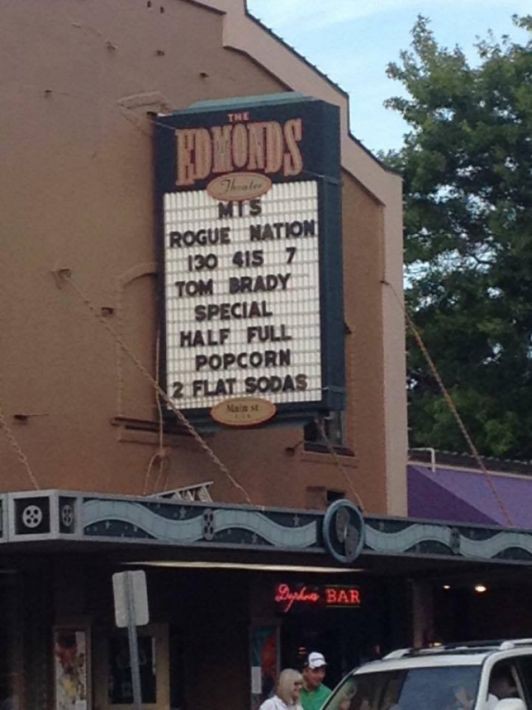 THE
EDMONDS
Theater
MI5
ROGUE NATION
130 415 7
TOM BRADY
SPECIAL
HALF FULL
POPCORN
2 FLAT SODAS
Main st
Daphnes BAR